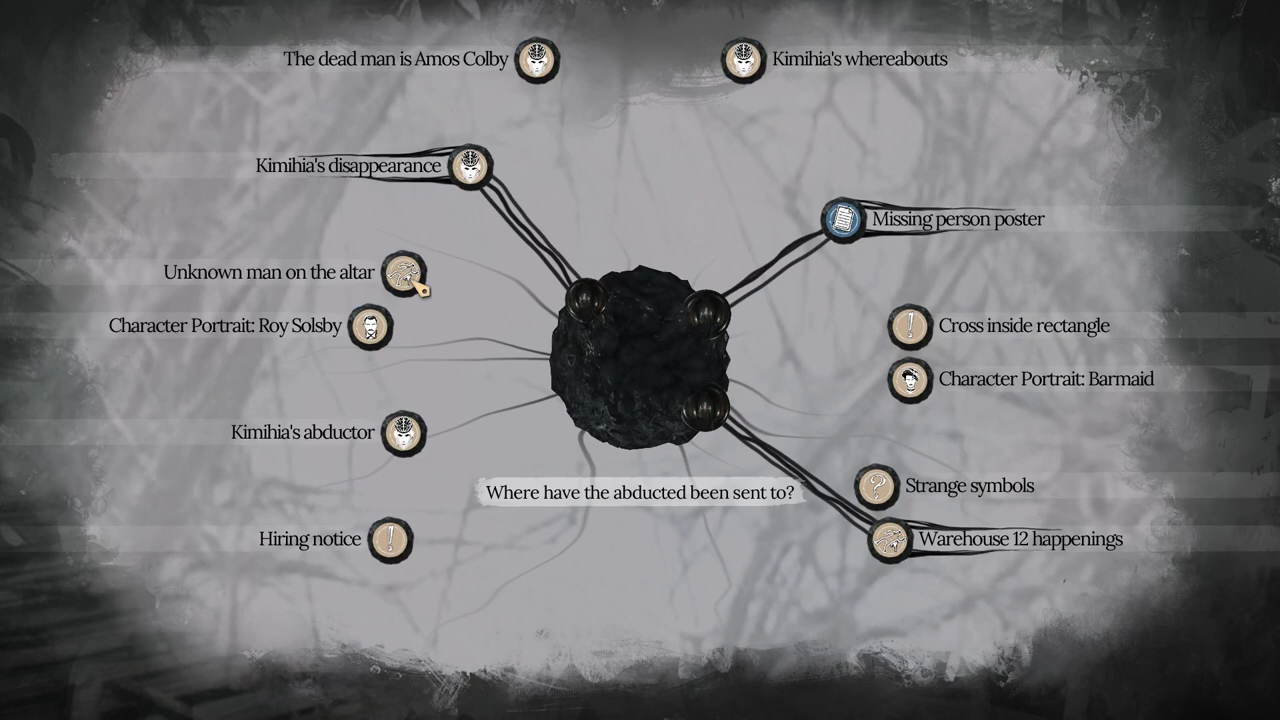 The dead man is Amos Colby
Kimihia's whereabouts
Kimihia's disappearance
Missing person poster
Unknown man on the altar
Character Portrait: Roy Solsby
Cross inside rectangle
Character Portrait: Barmaid
Kimihia's abductor
Strange symbols
Where have the abducted been sent to?
Hiring notice
Warehouse 12 happenings